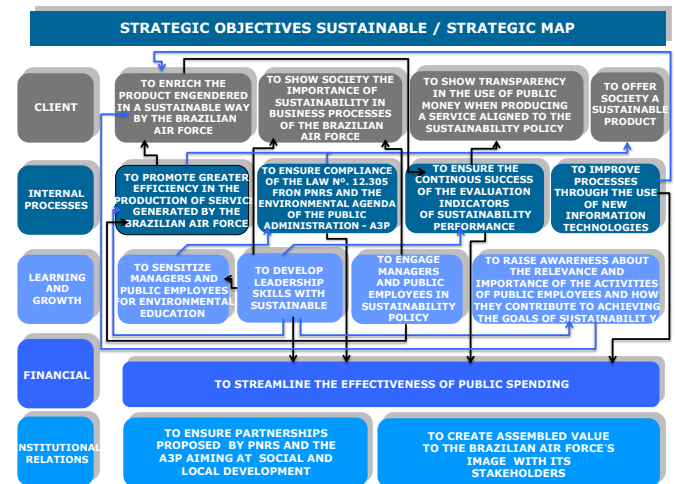 STRATEGIC OBJECTIVES SUSTAINABLE / STRATEGIC MAP
CLIENT
TO ENRICH THE
PRODUCT ENGENDERED
IN A SUSTAINABLE WAY
BY THE BRAZILIAN
AIR FORCE
TO SHOW SOCIETY THE
IMPORTANCE OF
SUSTAINABILITY IN
BUSINESS PROCESSES
OF THE BRAZILIAN
AIR FORCE
TO SHOW TRANSPARENCY
IN THE USE OF PUBLIC
MONEY WHEN PRODUCING
A SERVICE ALIGNED TO THE
SUSTAINABILITY POLICY
TO OFFER
SOCIETY A
SUSTAINABLE
PRODUCT
INTERNAL
PROCESSES
TO PROMOTE GREATER
EFFICIENCY IN THE
PRODUCTION OF SERVICE
GENERATED BY THE
BRAZILIAN AIR FORCE
TO ENSURE COMPLIANCE
OF THE LAW Nº. 12.305
FRON PNRS AND THE
ENVIRONMENTAL AGENDA
OF THE PUBLIC
ADMINISTRATION - A3P
TO ENSURE THE
CONTINOUS SUCCESS
OF THE EVALUATION
INDICATORS
OF SUSTAINABILITY
PERFORMANCE
TO IMPROVE
PROCESSES
THROUGH THE USE
OF NEW
INFORMATION
TECHNOLOGIES
LEARNING
AND
GROWTH
TO SENSITIZE
MANAGERS AND
PUBLIC EMPLOYEES
FOR ENVIRONMENTAL
EDUCATION
TO DEVELOP
LEADERSHIP
SKILLS WITH
SUSTAINABLE
TO ENGAGE
MANAGERS
AND PUBLIC
EMPLOYEES IN
SUSTAINABILITY
POLICY
TO RAISE AWARENESS ABOUT
THE RELEVANCE AND
IMPORTANCE OF THE ACTIVITIES
OF PUBLIC EMPLOYEES AND HOW
THEY CONTRIBUTE TO ACHIEVING
THE GOALS OF SUSTAINABILIT Y
FINANCIAL
TO STREAMLINE THE EFFECTIVENESS OF PUBLIC SPENDING
INSTITUTIONAL
RELATIONS
TO ENSURE PARTNERSHIPS
PROPOSED BY PNRS AND THE
A3P AIMING AT SOCIAL AND
LOCAL DEVELOPMENT
TO CREATE ASSEMBLED VALUE
TO THE BRAZILIAN AIR FORCE´S
IMAGE WITH ITS
STAKEHOLDERS